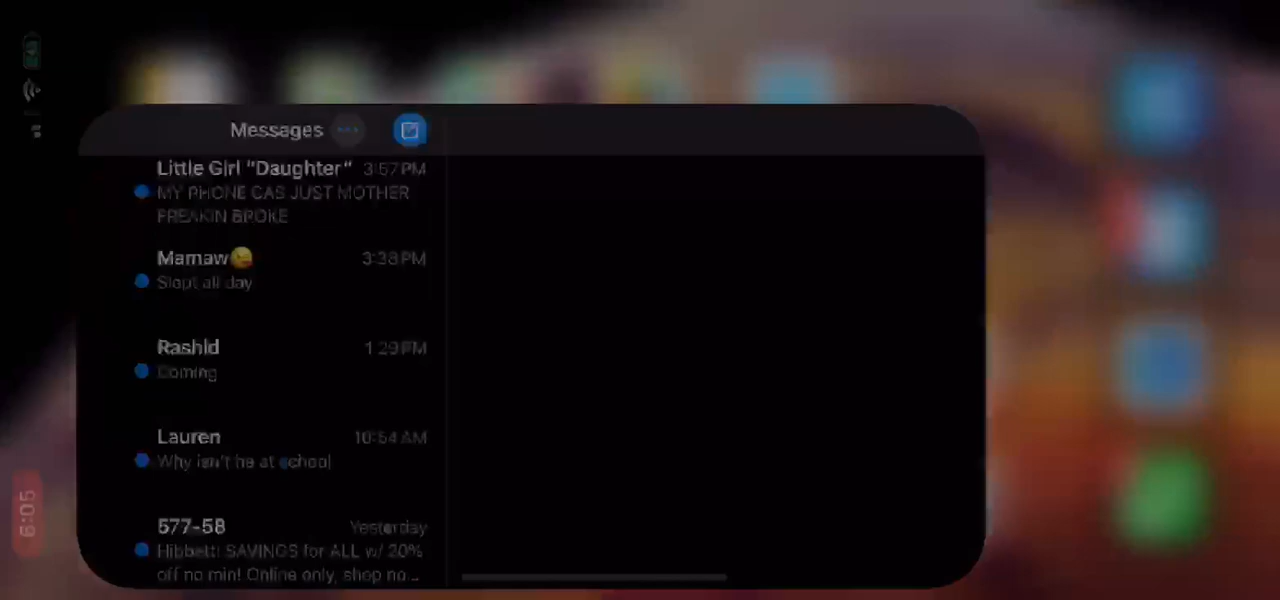 Messages
Little Girl "Daughter" 3:57 PM
MY PHONE CAS JUST MOTHER
FREAKIN BROKE
Mamaw😘 3:38 PM
Slept all day
Rashid 1:29 PM
Coming
Lauren 10:54 AM
Why isn't he at school
577-58 Yesterday
Hibbett: SAVINGS for ALL w/ 20%
off no min! Online only, shop no...
6:05